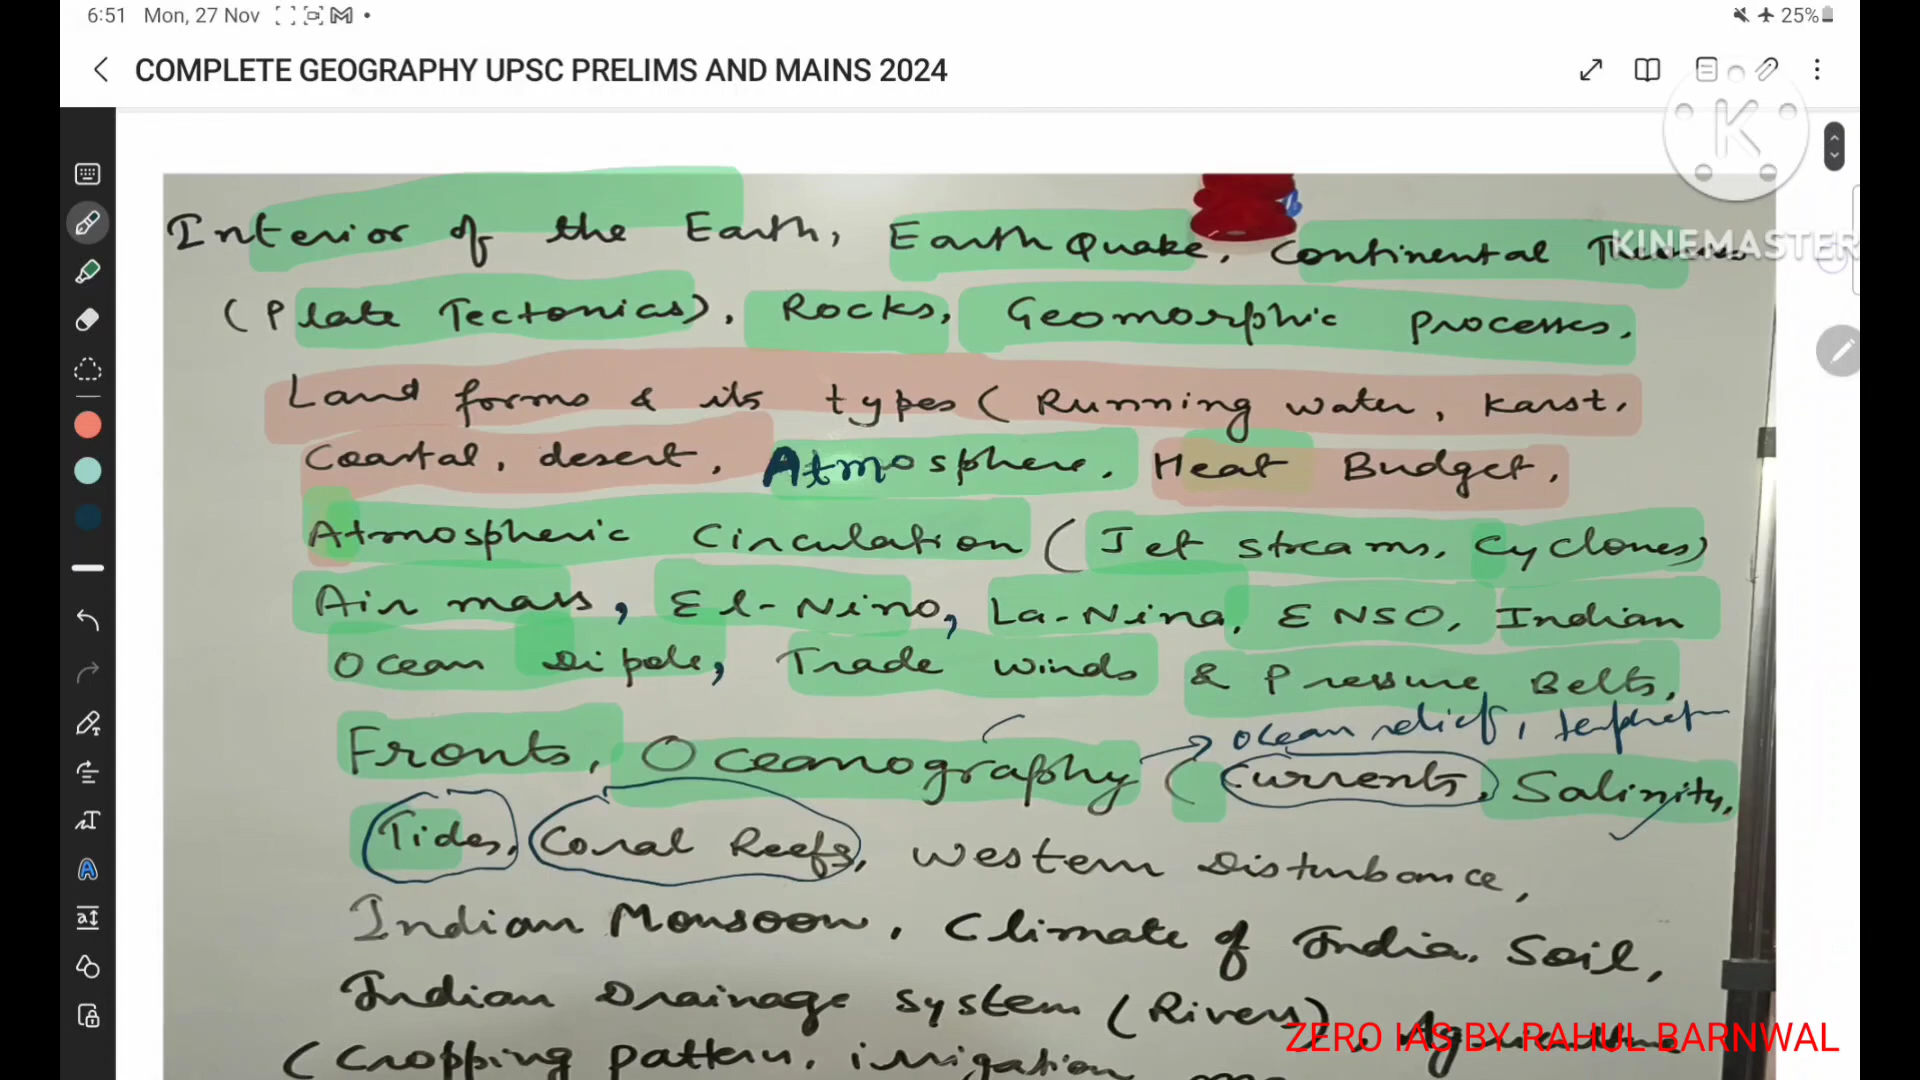 6:51 Mon, 27 Nov
25%
COMPLETE GEOGRAPHY UPSC PRELIMS AND MAINS 2024
K
KINEMASTER
Interior of the Earth, EarthQuake, Continental
(Plate Tectonics), Rocks, Geomorphic Processes,
Land forms & its types (Running water, Karst,
Coastal, desert, Atmosphere, Heat Budget,
Atmospheric Circulation (Jet streams, Cyclones)
Air mass, El-Nino, La-Nina, ENSO, Indian
Ocean Dipole, Trade winds & Pressure Belts,
ocean relief,
Fronts, Oceanography (Currents, Salinity,
Tides, Coral Reefs, Western Disturbance,
Indian Monsoon, Climate of India, Soil,
Indian Drainage system (Rivers), Agriculture
(Cropping pattern, irrigation
ZERO IAS BY RAHUL BARNWAL